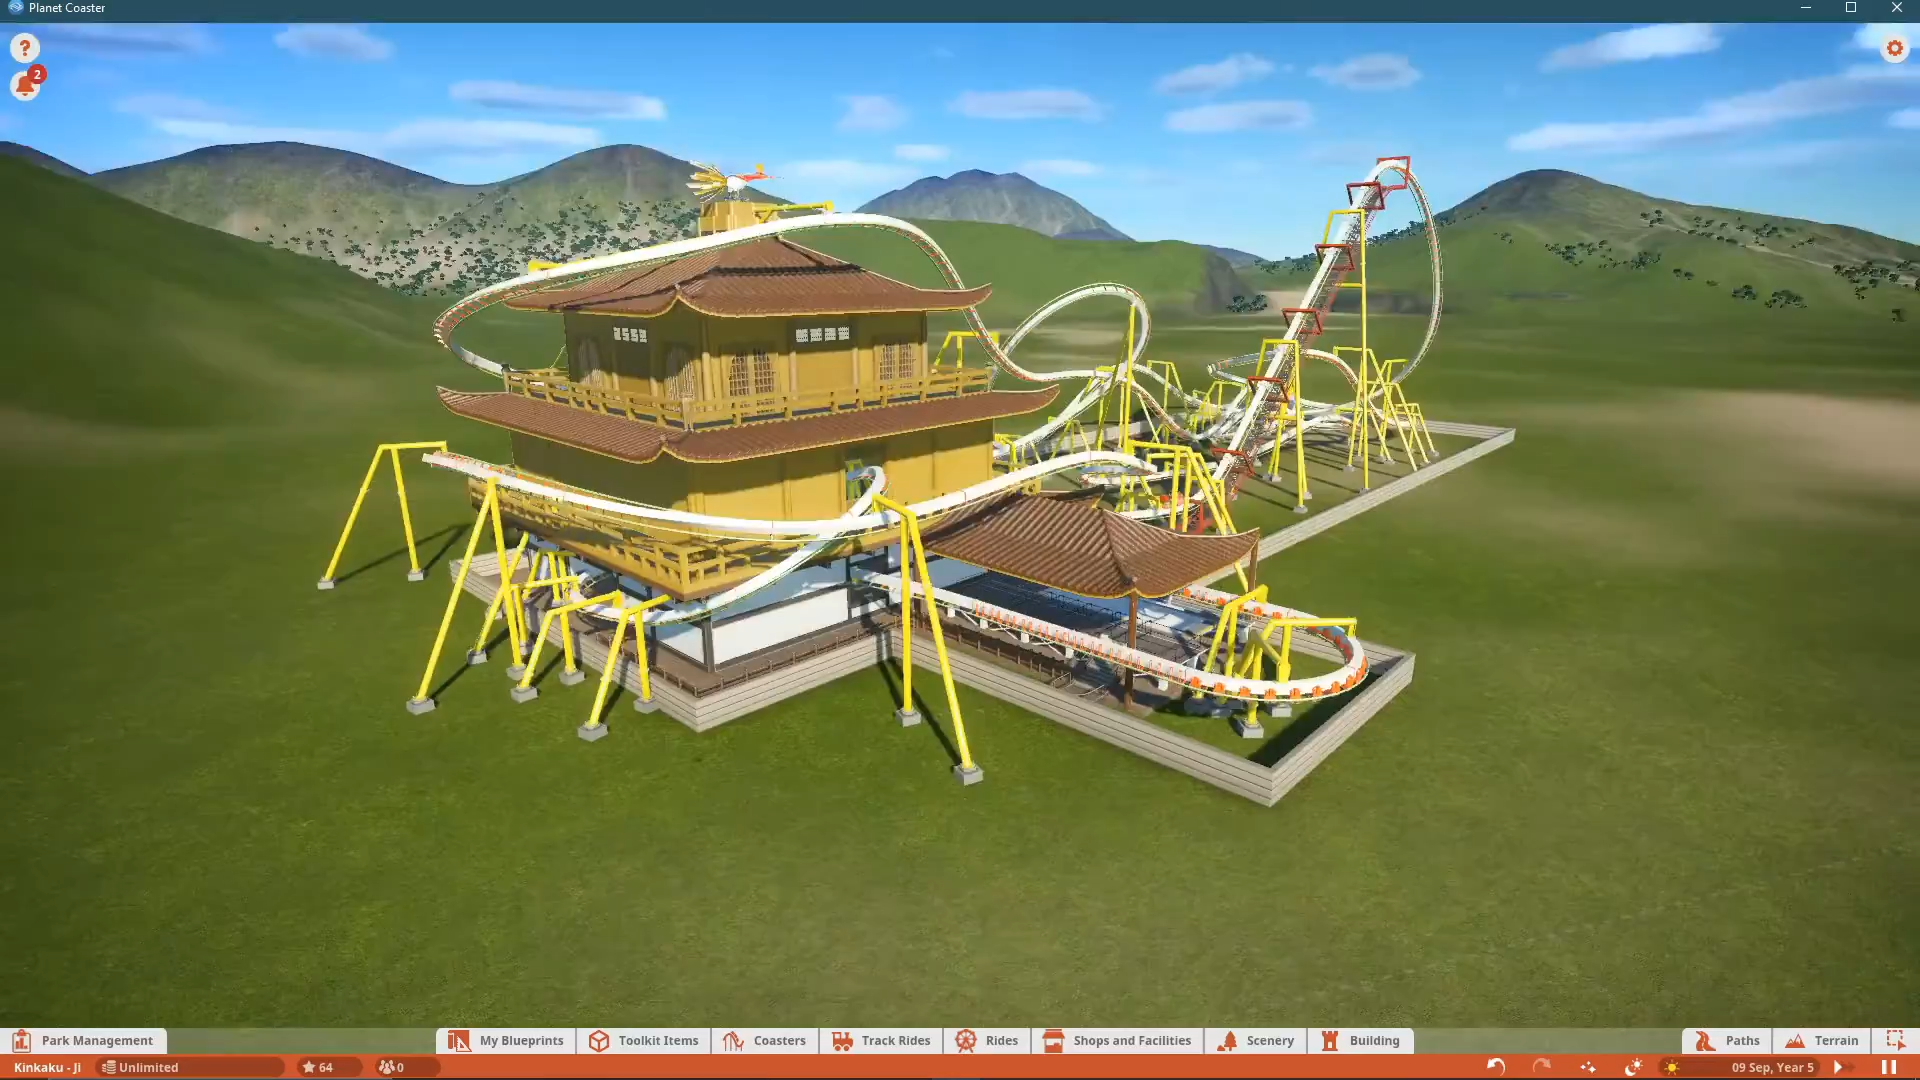 Planet Coaster
?
2
Park Management
My Blueprints
Toolkit Items
Coasters
Track Rides
Rides
Shops and Facilities
Scenery
Building
Paths
Terrain
Kinkaku - Ji
Unlimited
64
0
09 Sep, Year 5